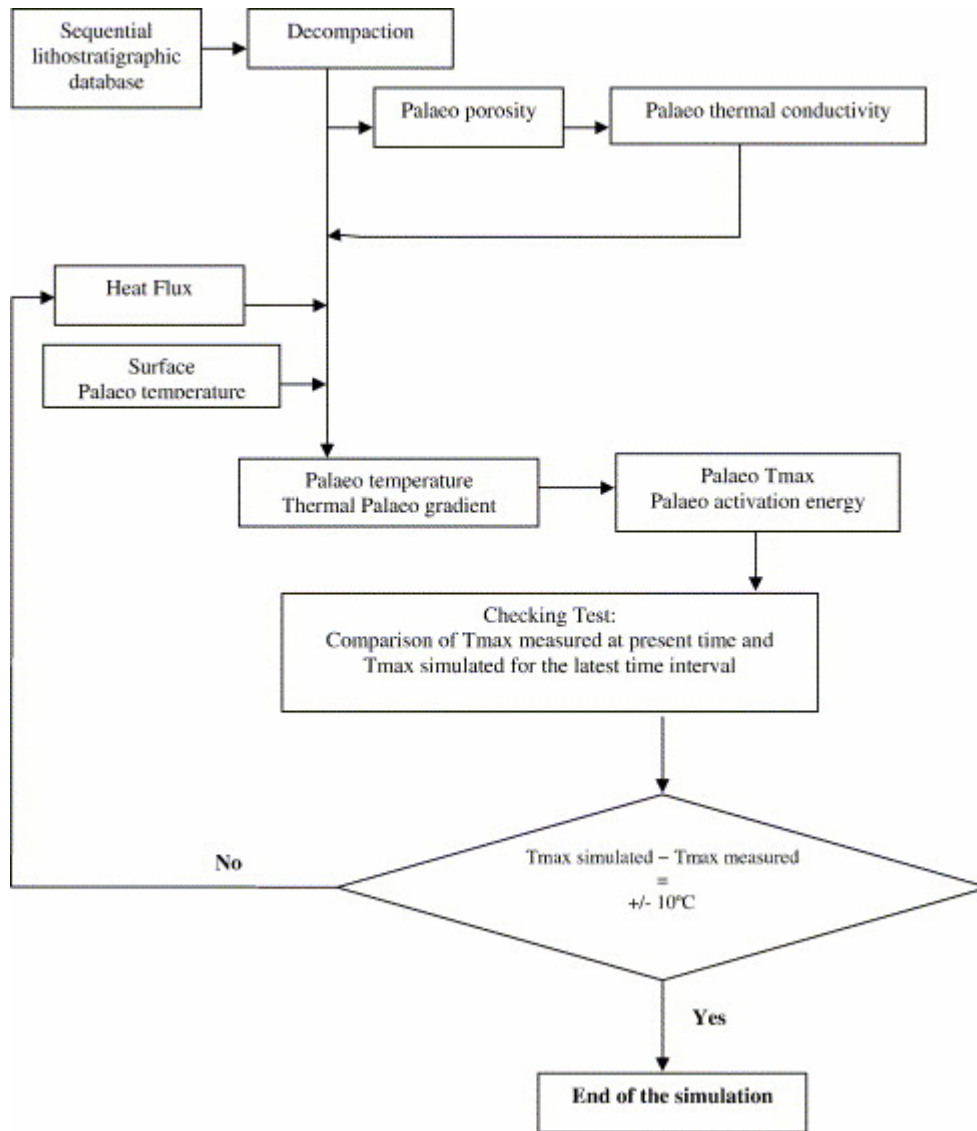 Sequential
lithostratigraphic
database
Decompaction
Palaeo porosity
Palaeo thermal conductivity
Heat Flux
Surface
Palaeo temperature
Palaeo temperature
Thermal Palaeo gradient
Palaeo Tmax
Palaeo activation energy
Checking Test:
Comparison of Tmax measured at present time and
Tmax simulated for the latest time interval
No
Tmax simulated – Tmax measured
=
+/- 10ºC
Yes
End of the simulation